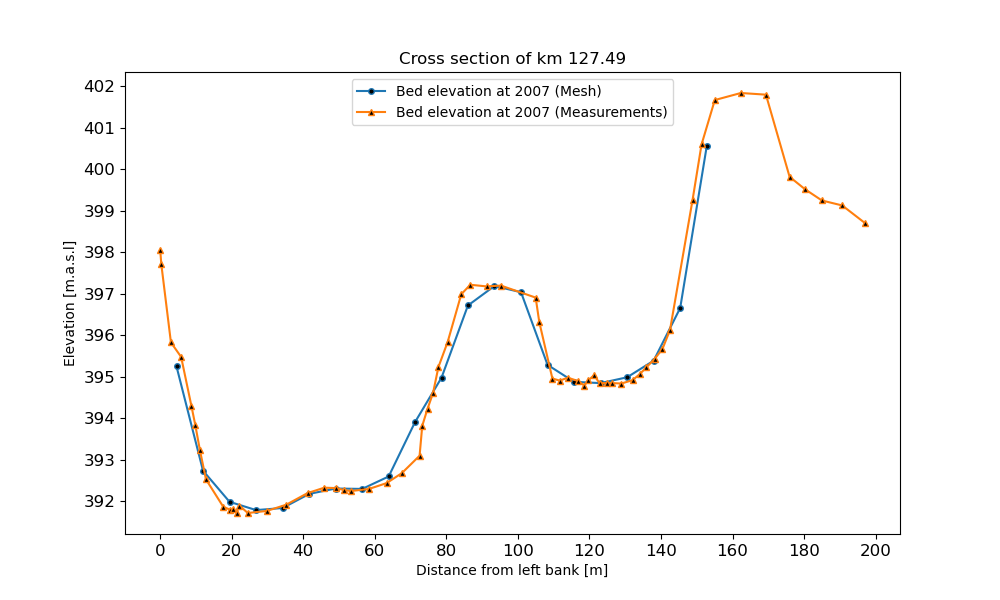 Cross section of km 127.49
Bed elevation at 2007 (Mesh)
Bed elevation at 2007 (Measurements)
Elevation [m.a.s.l]
402
401
400
399
398
397
396
395
394
393
392
0 20 40 60 80 100 120 140 160 180 200
Distance from left bank [m]